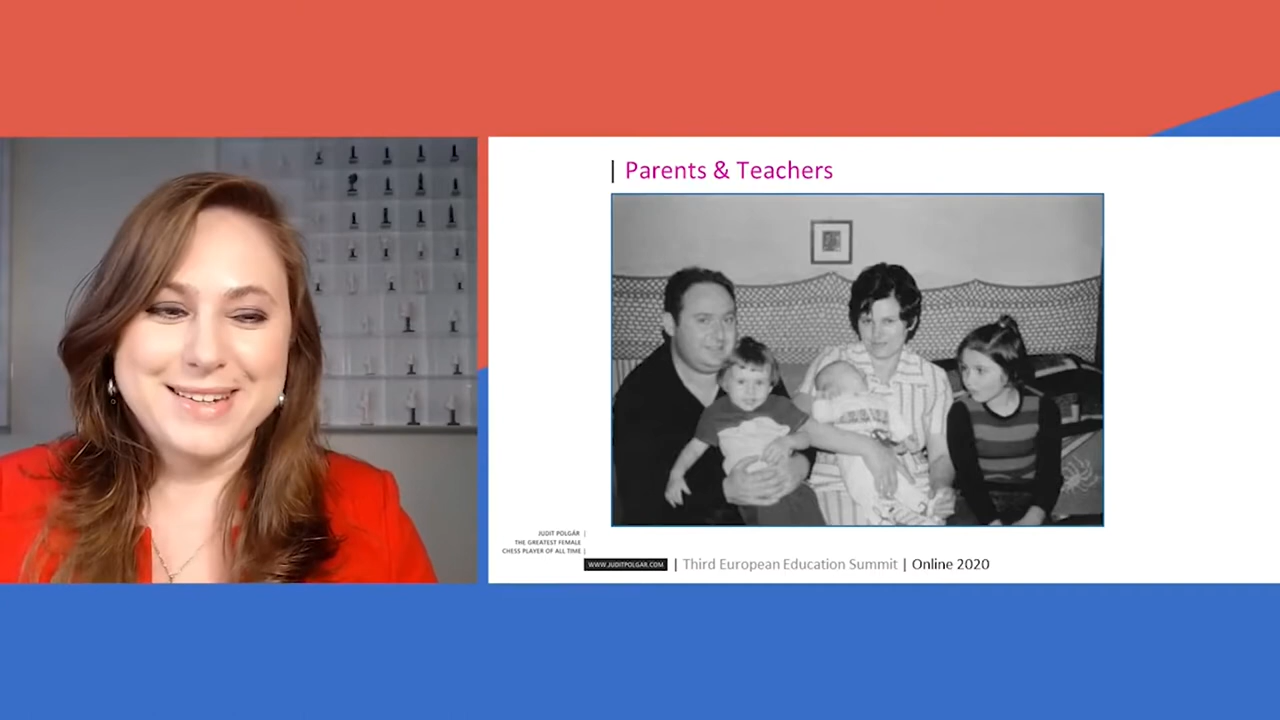 | Parents & Teachers
JUDIT POLGÁR |
THE GREATEST FEMALE
CHESS PLAYER OF ALL TIME |
WWW.JUDITPOLGAR.COM | Third European Education Summit | Online 2020